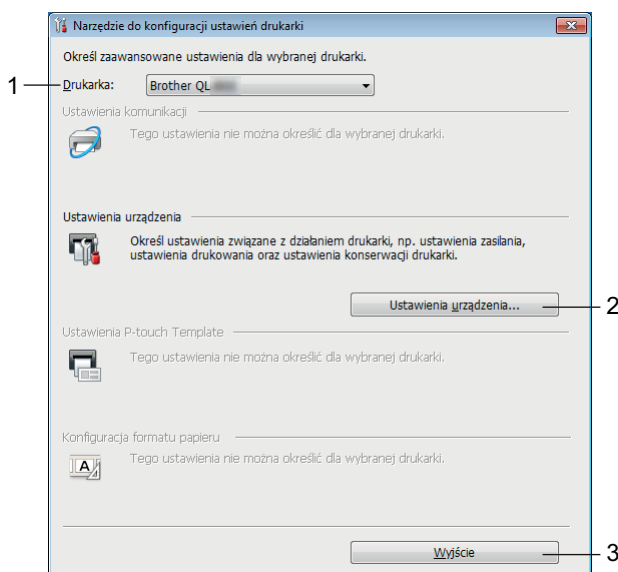 Narzędzie do konfiguracji ustawień drukarki
Określ zaawansowane ustawienia dla wybranej drukarki.
1
Drukarka:
Brother QL
Ustawienia komunikacji
Tego ustawienia nie można określić dla wybranej drukarki.
Ustawienia urządzenia
Określ ustawienia związane z działaniem drukarki, np. ustawienia zasilania,
ustawienia drukowania oraz ustawienia konserwacji drukarki.
Ustawienia urządzenia...
2
Ustawienia P-touch Template
Tego ustawienia nie można określić dla wybranej drukarki.
Konfiguracja formatu papieru
A
Tego ustawienia nie można określić dla wybranej drukarki.
Wyjście
3